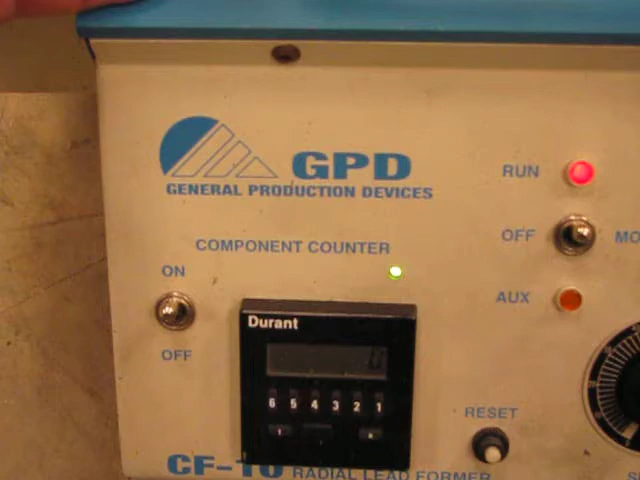 GPD
GENERAL PRODUCTION DEVICES
RUN
OFF
COMPONENT COUNTER
ON
AUX
OFF
Durant
0
6 5 4 3 2 1
RESET
CF-10 RADIAL LEAD FORMER